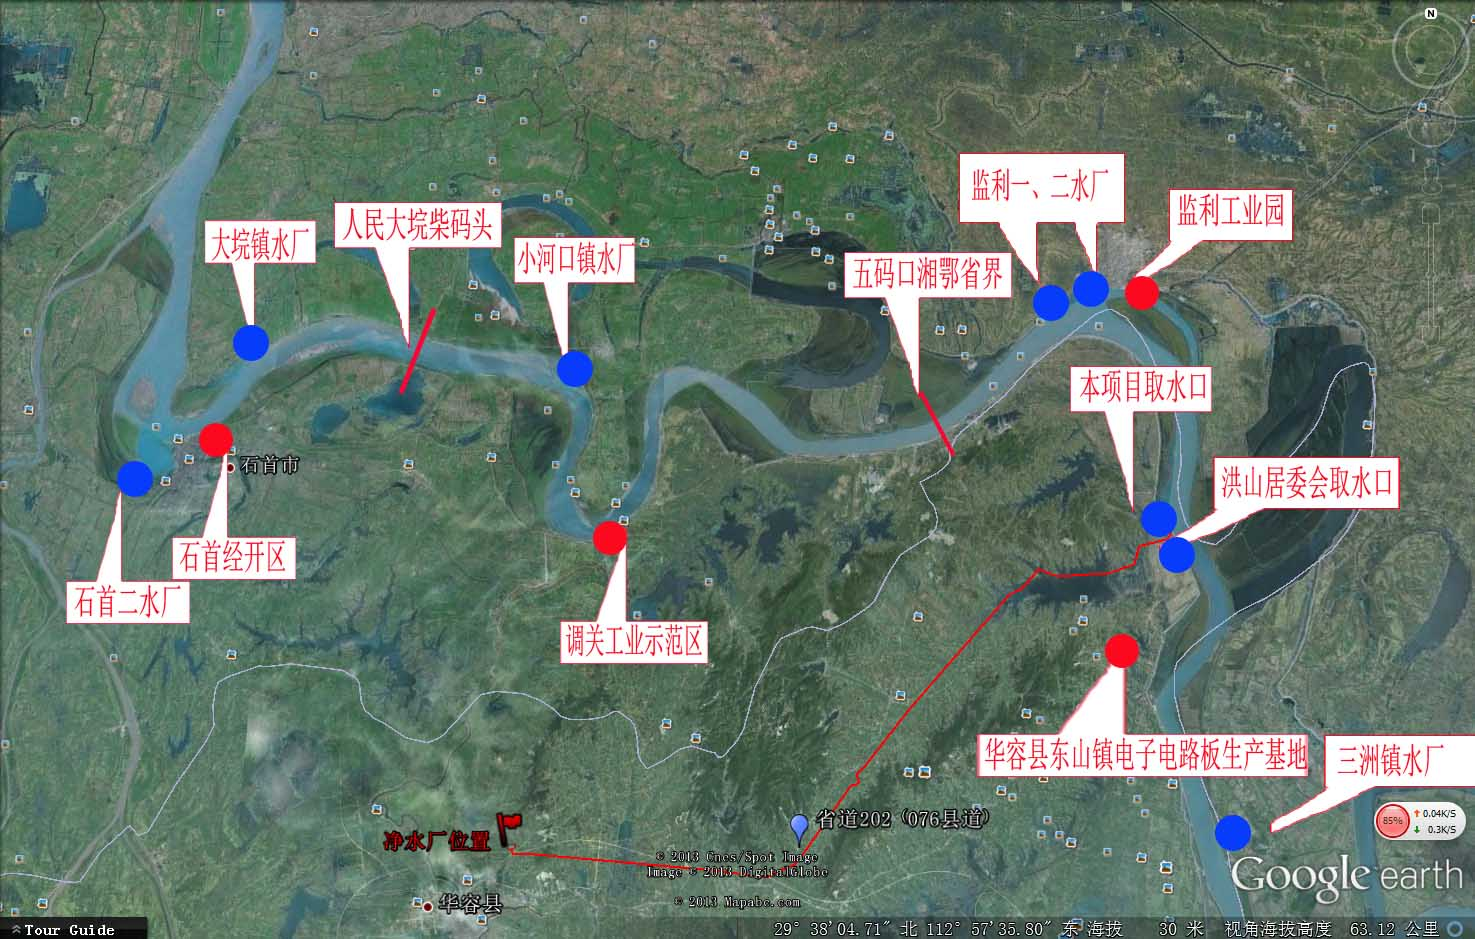 N
监利一、二水厂
监利工业园
人民大垸柴码头
大垸镇水厂
小河口镇水厂
五码口湘鄂省界
本项目取水口
石首市
洪山居委会取水口
石首经开区
石首二水厂
调关工业示范区
华容县东山镇电子电路板生产基地
三洲镇水厂
85%
0.04K/S
0.3K/S
省道202 (076县道)
净水厂位置
© 2013 Cnes/Spot Image
Image © 2013 DigitalGlobe
© 2013 Mapabc.com
Google earth
华容县
Tour Guide
29° 38'04.71" 北 112° 57'35.80" 东 海拔 30 米 视角海拔高度 63.12 公里